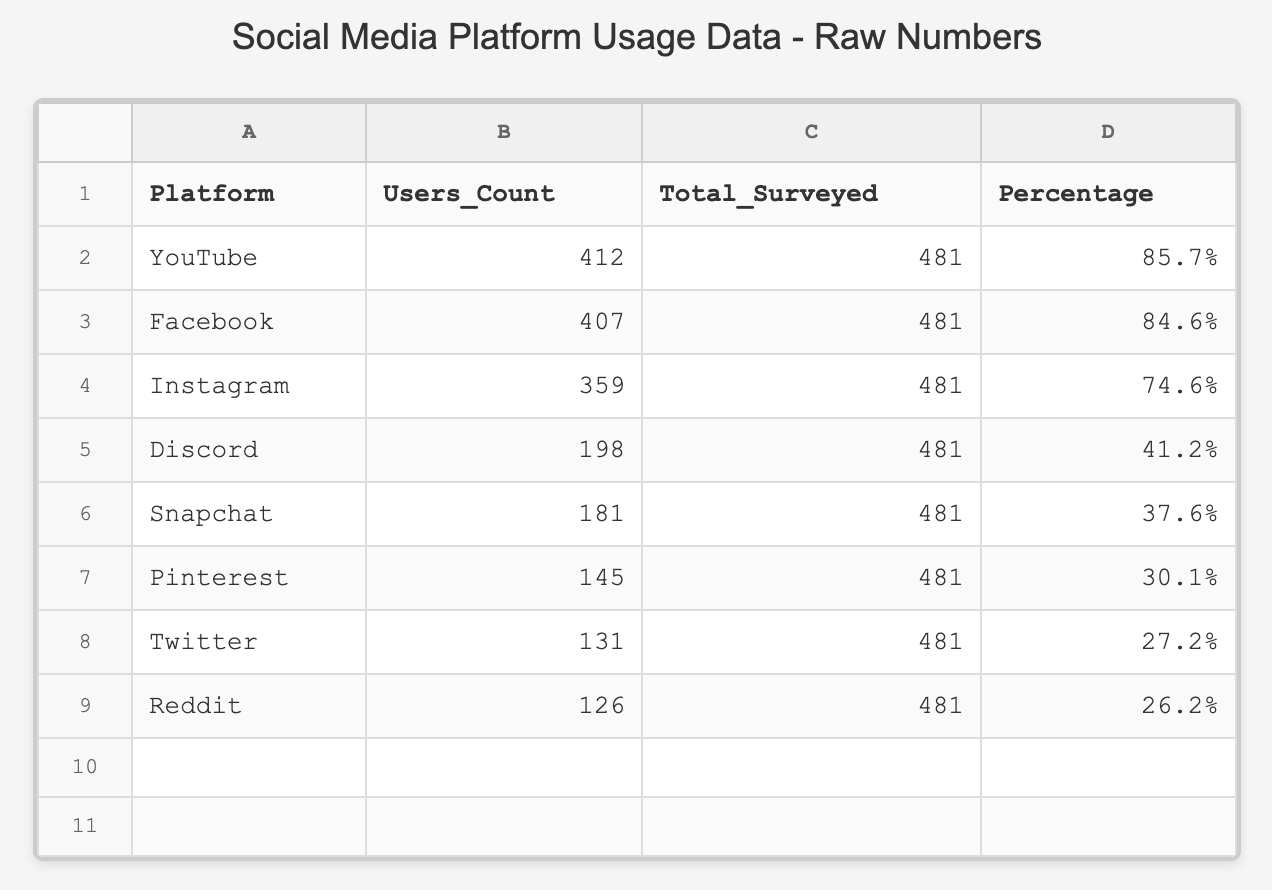 Social Media Platform Usage Data - Raw Numbers
A B C D
1 Platform Users_Count Total_Surveyed Percentage
2 YouTube 412 481 85.7%
3 Facebook 407 481 84.6%
4 Instagram 359 481 74.6%
5 Discord 198 481 41.2%
6 Snapchat 181 481 37.6%
7 Pinterest 145 481 30.1%
8 Twitter 131 481 27.2%
9 Reddit 126 481 26.2%
10
11